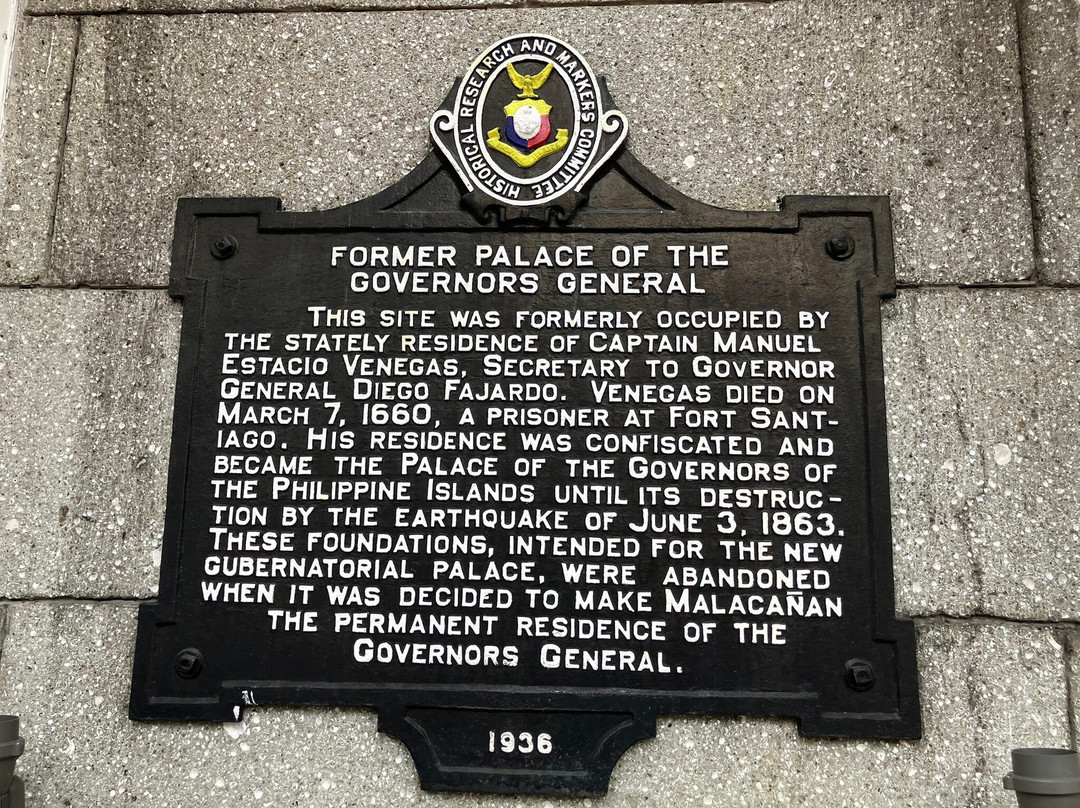 HISTORICAL RESEARCH AND MARKERS COMMITTEE
FORMER PALACE OF THE
GOVERNORS GENERAL
THIS SITE WAS FORMERLY OCCUPIED BY
THE STATELY RESIDENCE OF CAPTAIN MANUEL
ESTACIO VENEGAS, SECRETARY TO GOVERNOR
GENERAL DIEGO FAJARDO. VENEGAS DIED ON
MARCH 7, 1660, A PRISONER AT FORT SANT-
IAGO. HIS RESIDENCE WAS CONFISCATED AND
BECAME THE PALACE OF THE GOVERNORS OF
THE PHILIPPINE ISLANDS UNTIL ITS DESTRUC-
TION BY THE EARTHQUAKE OF JUNE 3, 1863.
THESE FOUNDATIONS, INTENDED FOR THE NEW
GUBERNATORIAL PALACE, WERE ABANDONED
WHEN IT WAS DECIDED TO MAKE MALACAÑAN
THE PERMANENT RESIDENCE OF THE
GOVERNORS GENERAL.
1936